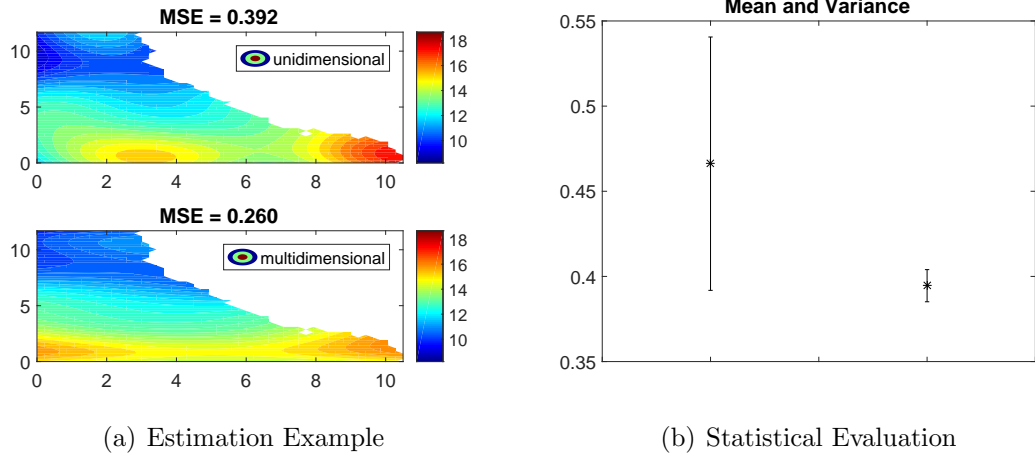 MSE = 0.392
10
5
0
unidimensional
18
16
14
12
10
0 2 4 6 8 10
MSE = 0.260
10
5
0
multidimensional
18
16
14
12
10
0 2 4 6 8 10
(a) Estimation Example
Mean and Variance
0.55
0.5
0.45
0.4
0.35
(b) Statistical Evaluation